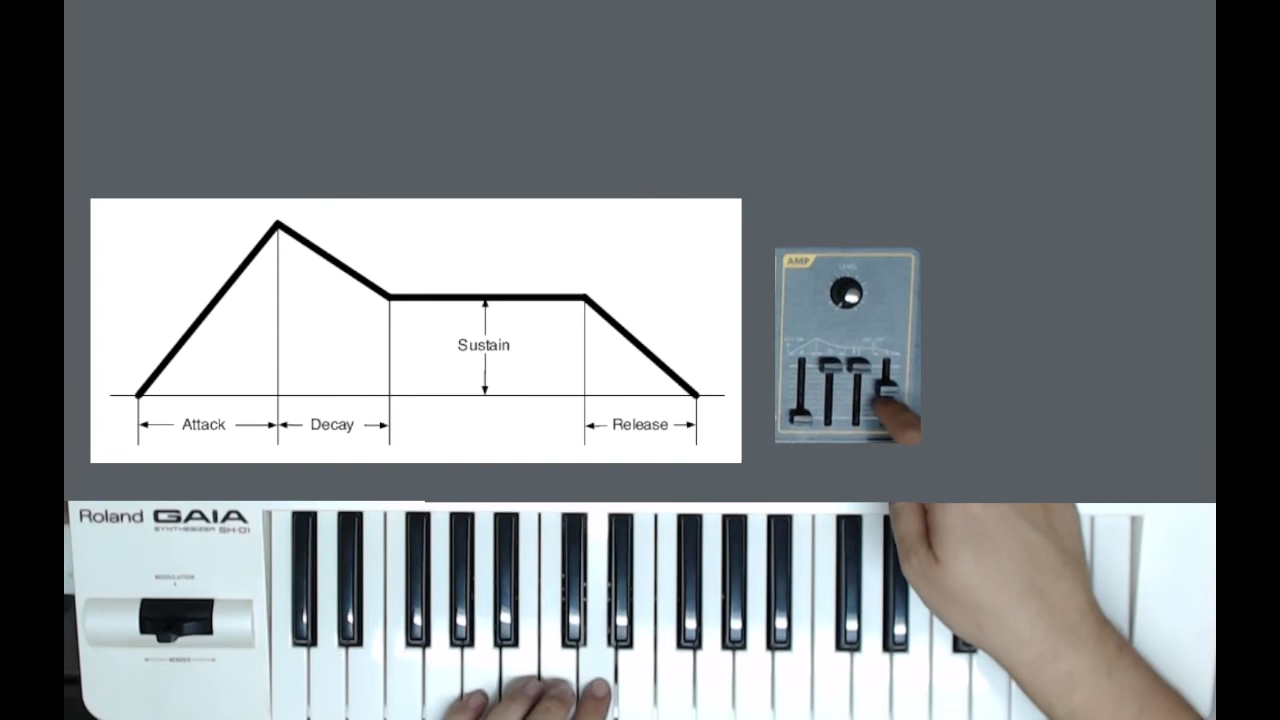 AMP
LEVEL
Sustain
Attack
Decay
Release
Roland GAIA
SYNTHESIZER SH-01
MODULATION
BENDER